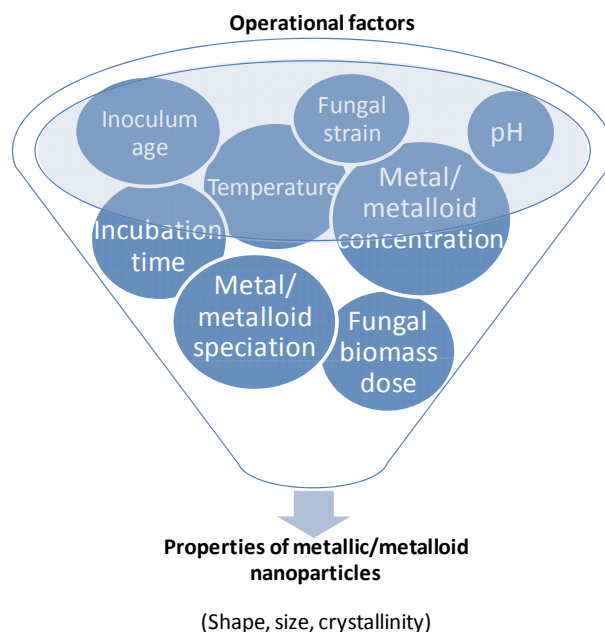 Operational factors
Inoculum
age
Fungal
strain
pH
Temperature
Metal/
metalloid
concentration
Incubation
time
Metal/
metalloid
speciation
Fungal
biomass
dose
Properties of metallic/metalloid
nanoparticles
(Shape, size, crystallinity)